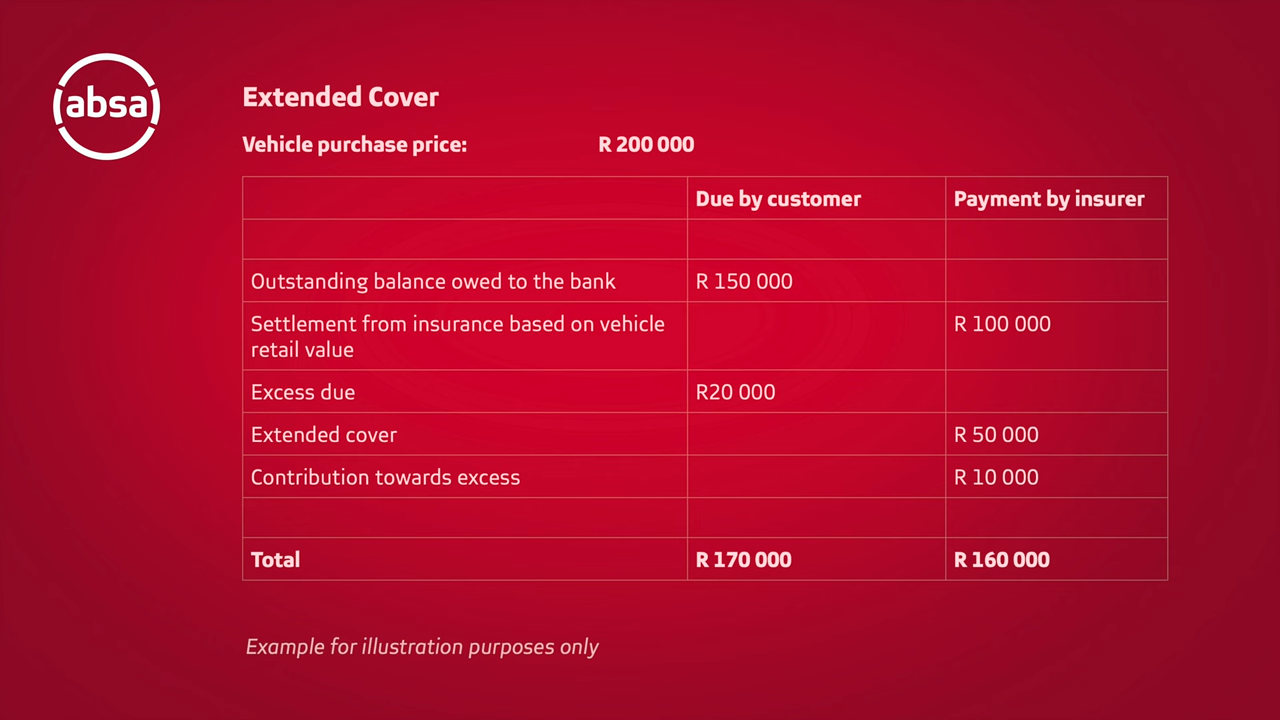 absa
Extended Cover
Vehicle purchase price: R 200 000
Due by customer Payment by insurer
Outstanding balance owed to the bank R 150 000
Settlement from insurance based on vehicle R 100 000
retail value
Excess due R20 000
Extended cover R 50 000
Contribution towards excess R 10 000
Total R 170 000 R 160 000
Example for illustration purposes only